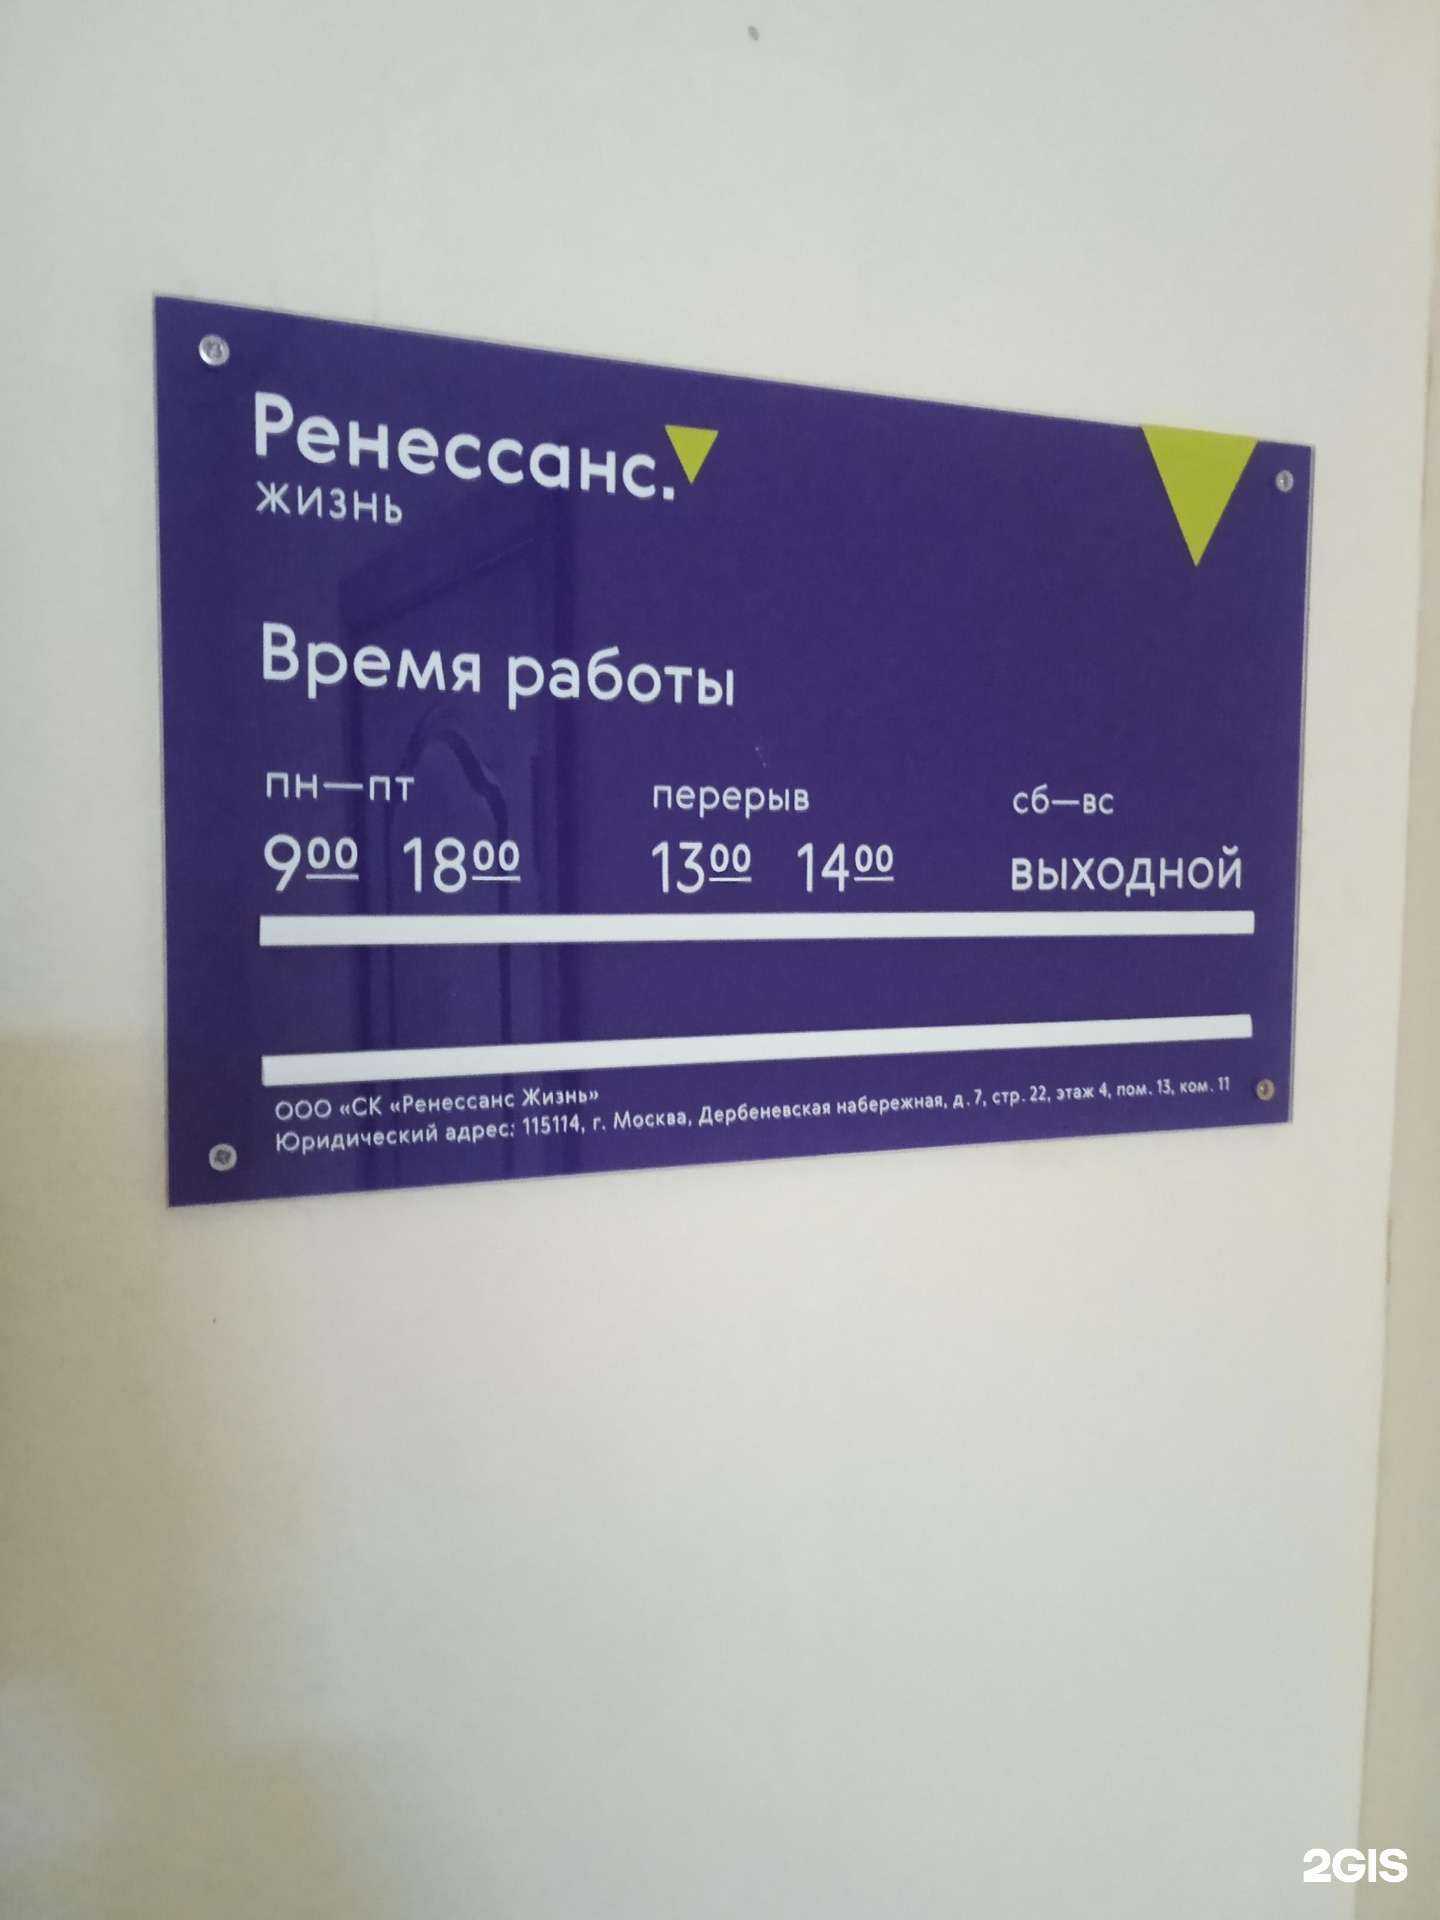 Ренессанс.
жизнь
Время работы
пн—пт перерыв сб—вс
9⁰⁰ 18⁰⁰ 13⁰⁰ 14⁰⁰ выходной
ООО «СК «Ренессанс Жизнь»
Юридический адрес: 115114, г. Москва, Дербеневская набережная, д. 7, стр. 22, этаж 4, пом. 13, ком. 11
2GIS